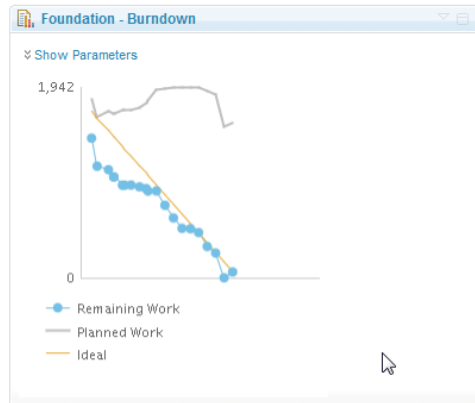 Foundation - Burndown
Show Parameters
1,942
0
Remaining Work
Planned Work
Ideal